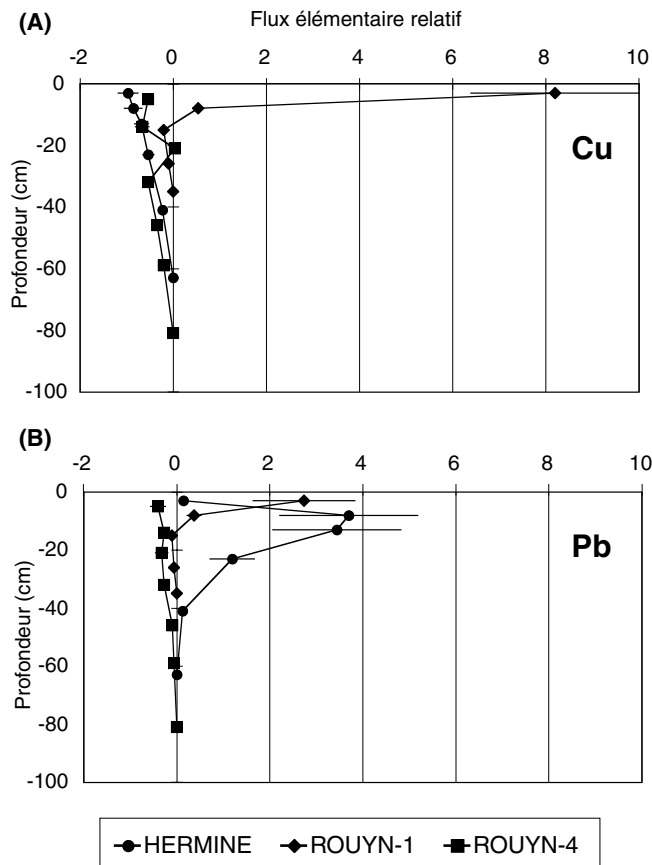 (A)
Flux élémentaire relatif
-2 0 2 4 6 8 10
0
-20
-40
-60
-80
-100
Profondeur (cm)
Cu
(B)
-2 0 2 4 6 8 10
0
-20
-40
-60
-80
-100
Profondeur (cm)
Pb
HERMINE ROUYN-1 ROUYN-4